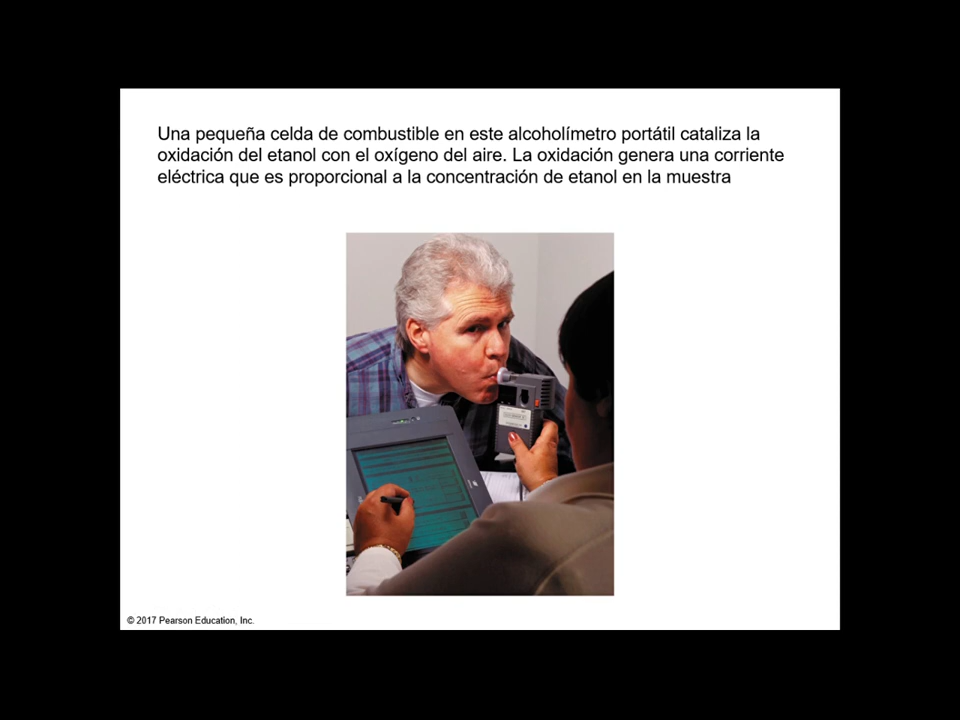 Una pequeña celda de combustible en este alcoholímetro portátil cataliza la
oxidación del etanol con el oxígeno del aire. La oxidación genera una corriente
eléctrica que es proporcional a la concentración de etanol en la muestra
© 2017 Pearson Education, Inc.